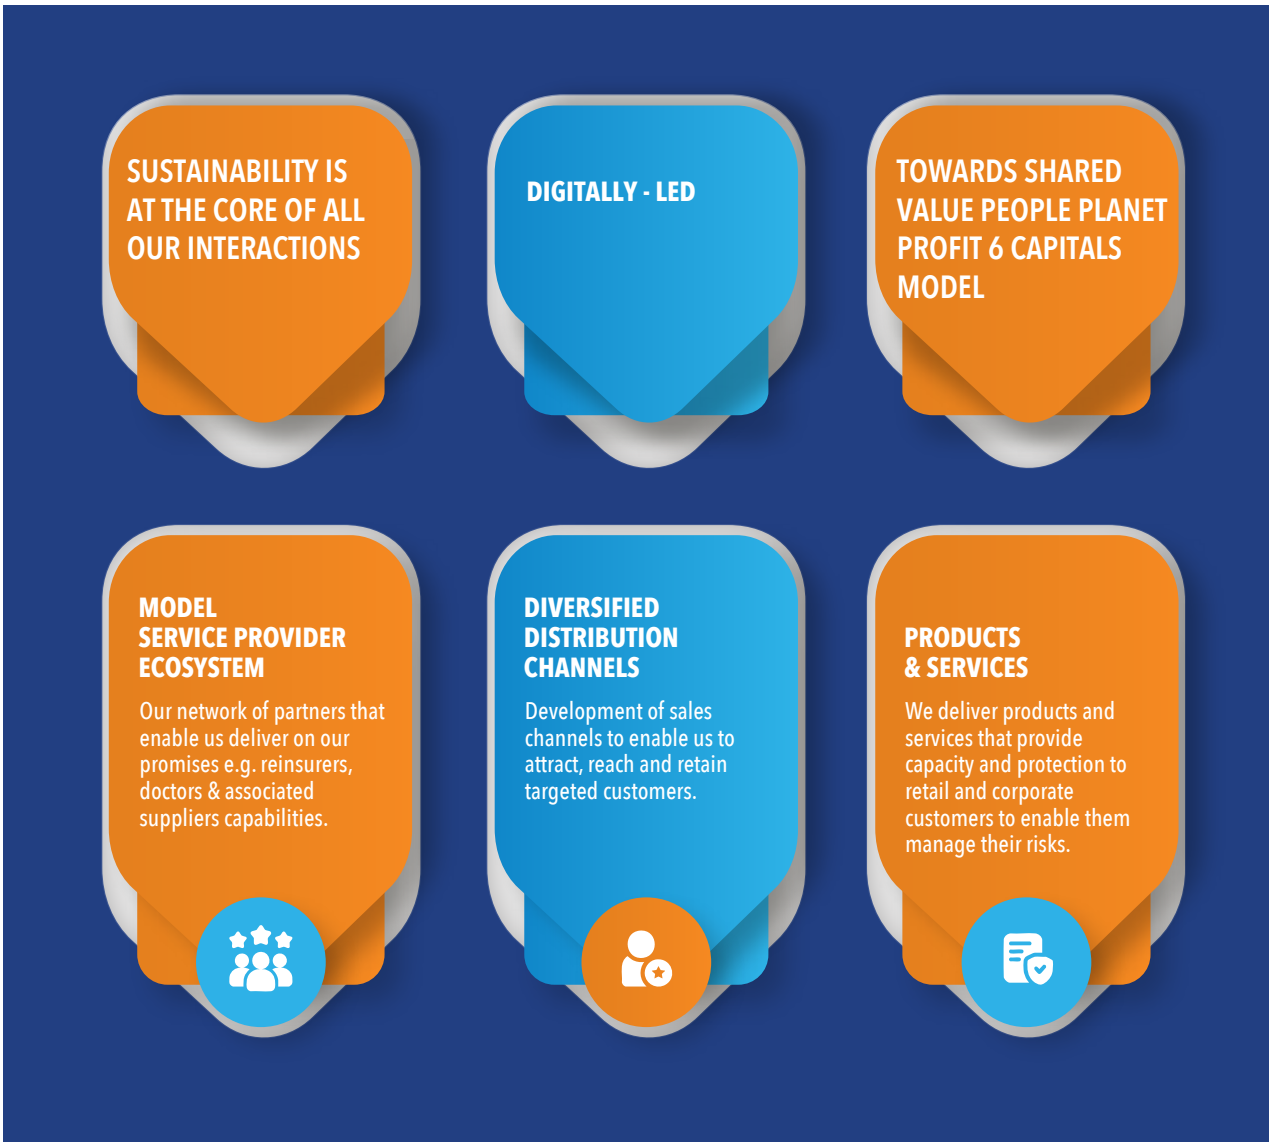 SUSTAINABILITY IS
AT THE CORE OF ALL
OUR INTERACTIONS
DIGITALLY - LED
TOWARDS SHARED
VALUE PEOPLE PLANET
PROFIT 6 CAPITALS
MODEL
MODEL
SERVICE PROVIDER
ECOSYSTEM
Our network of partners that
enable us deliver on our
promises e.g. reinsurers,
doctors & associated
suppliers capabilities.
DIVERSIFIED
DISTRIBUTION
CHANNELS
Development of sales
channels to enable us to
attract, reach and retain
targeted customers.
PRODUCTS
& SERVICES
We deliver products and
services that provide
capacity and protection to
retail and corporate
customers to enable them
manage their risks.